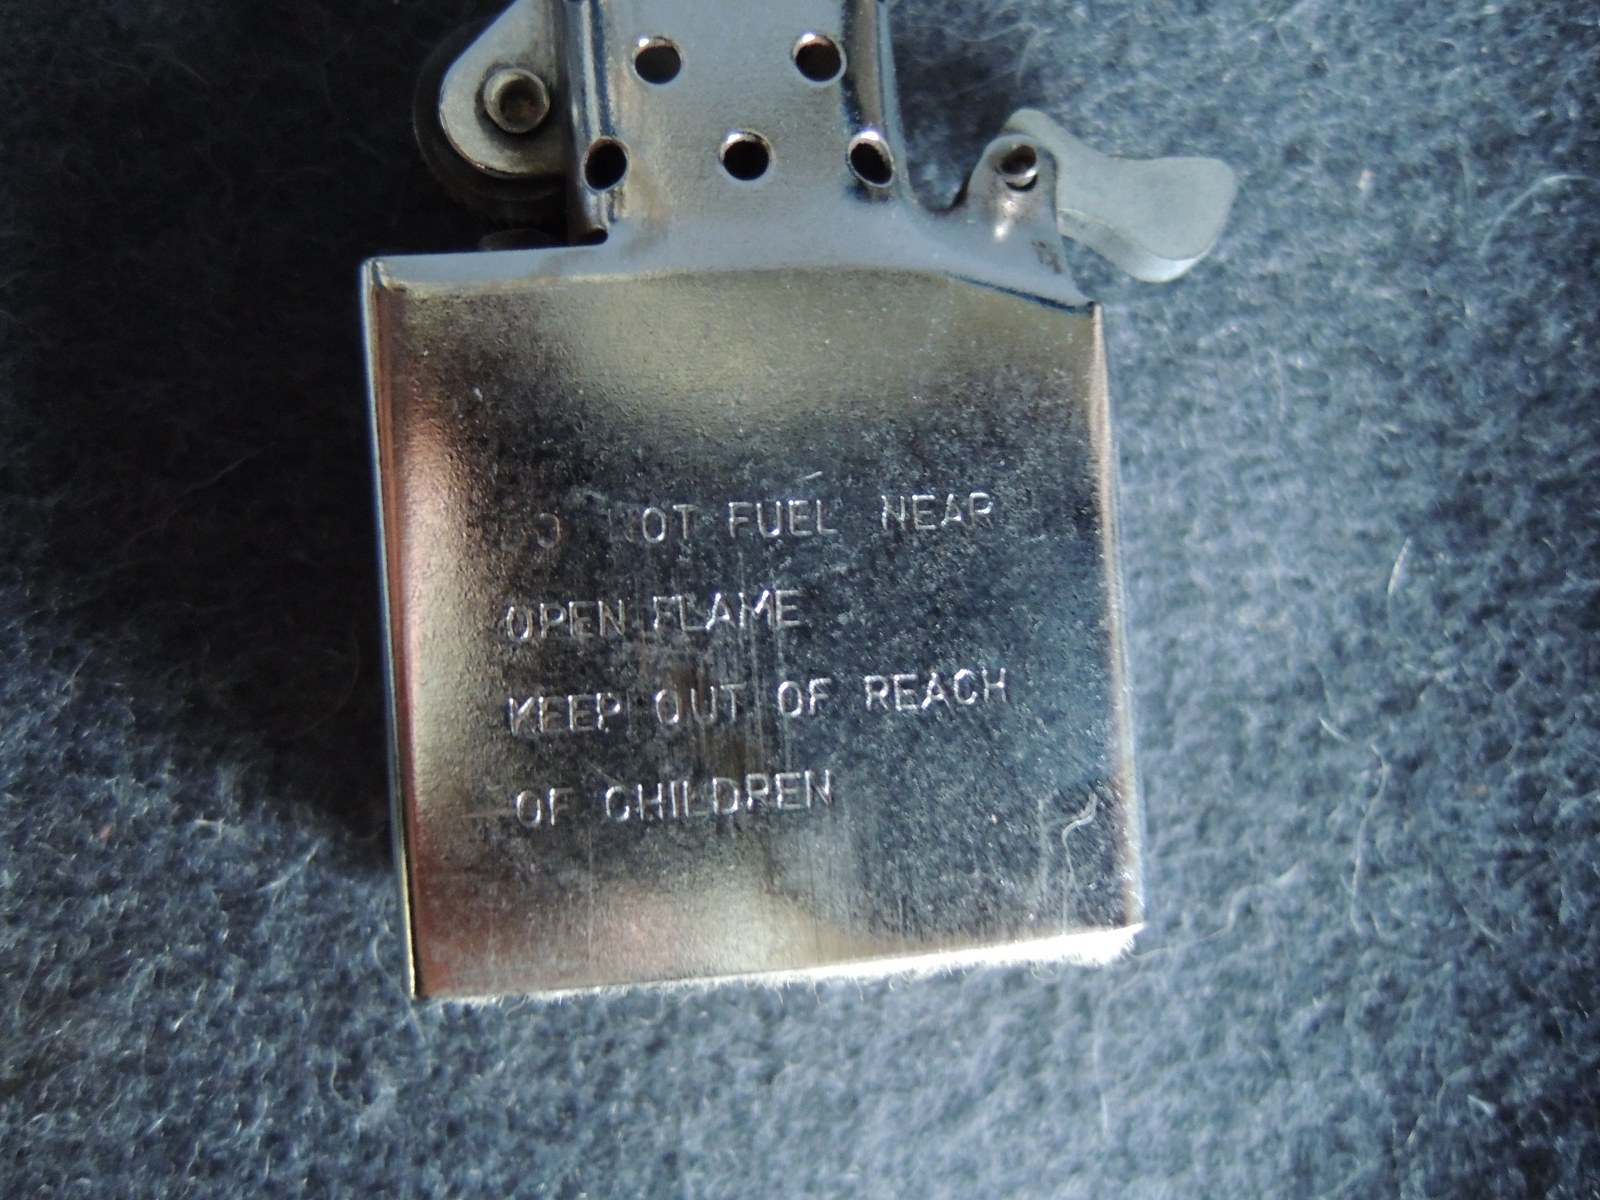 DO NOT FUEL NEAR
OPEN FLAME
KEEP OUT OF REACH
OF CHILDREN